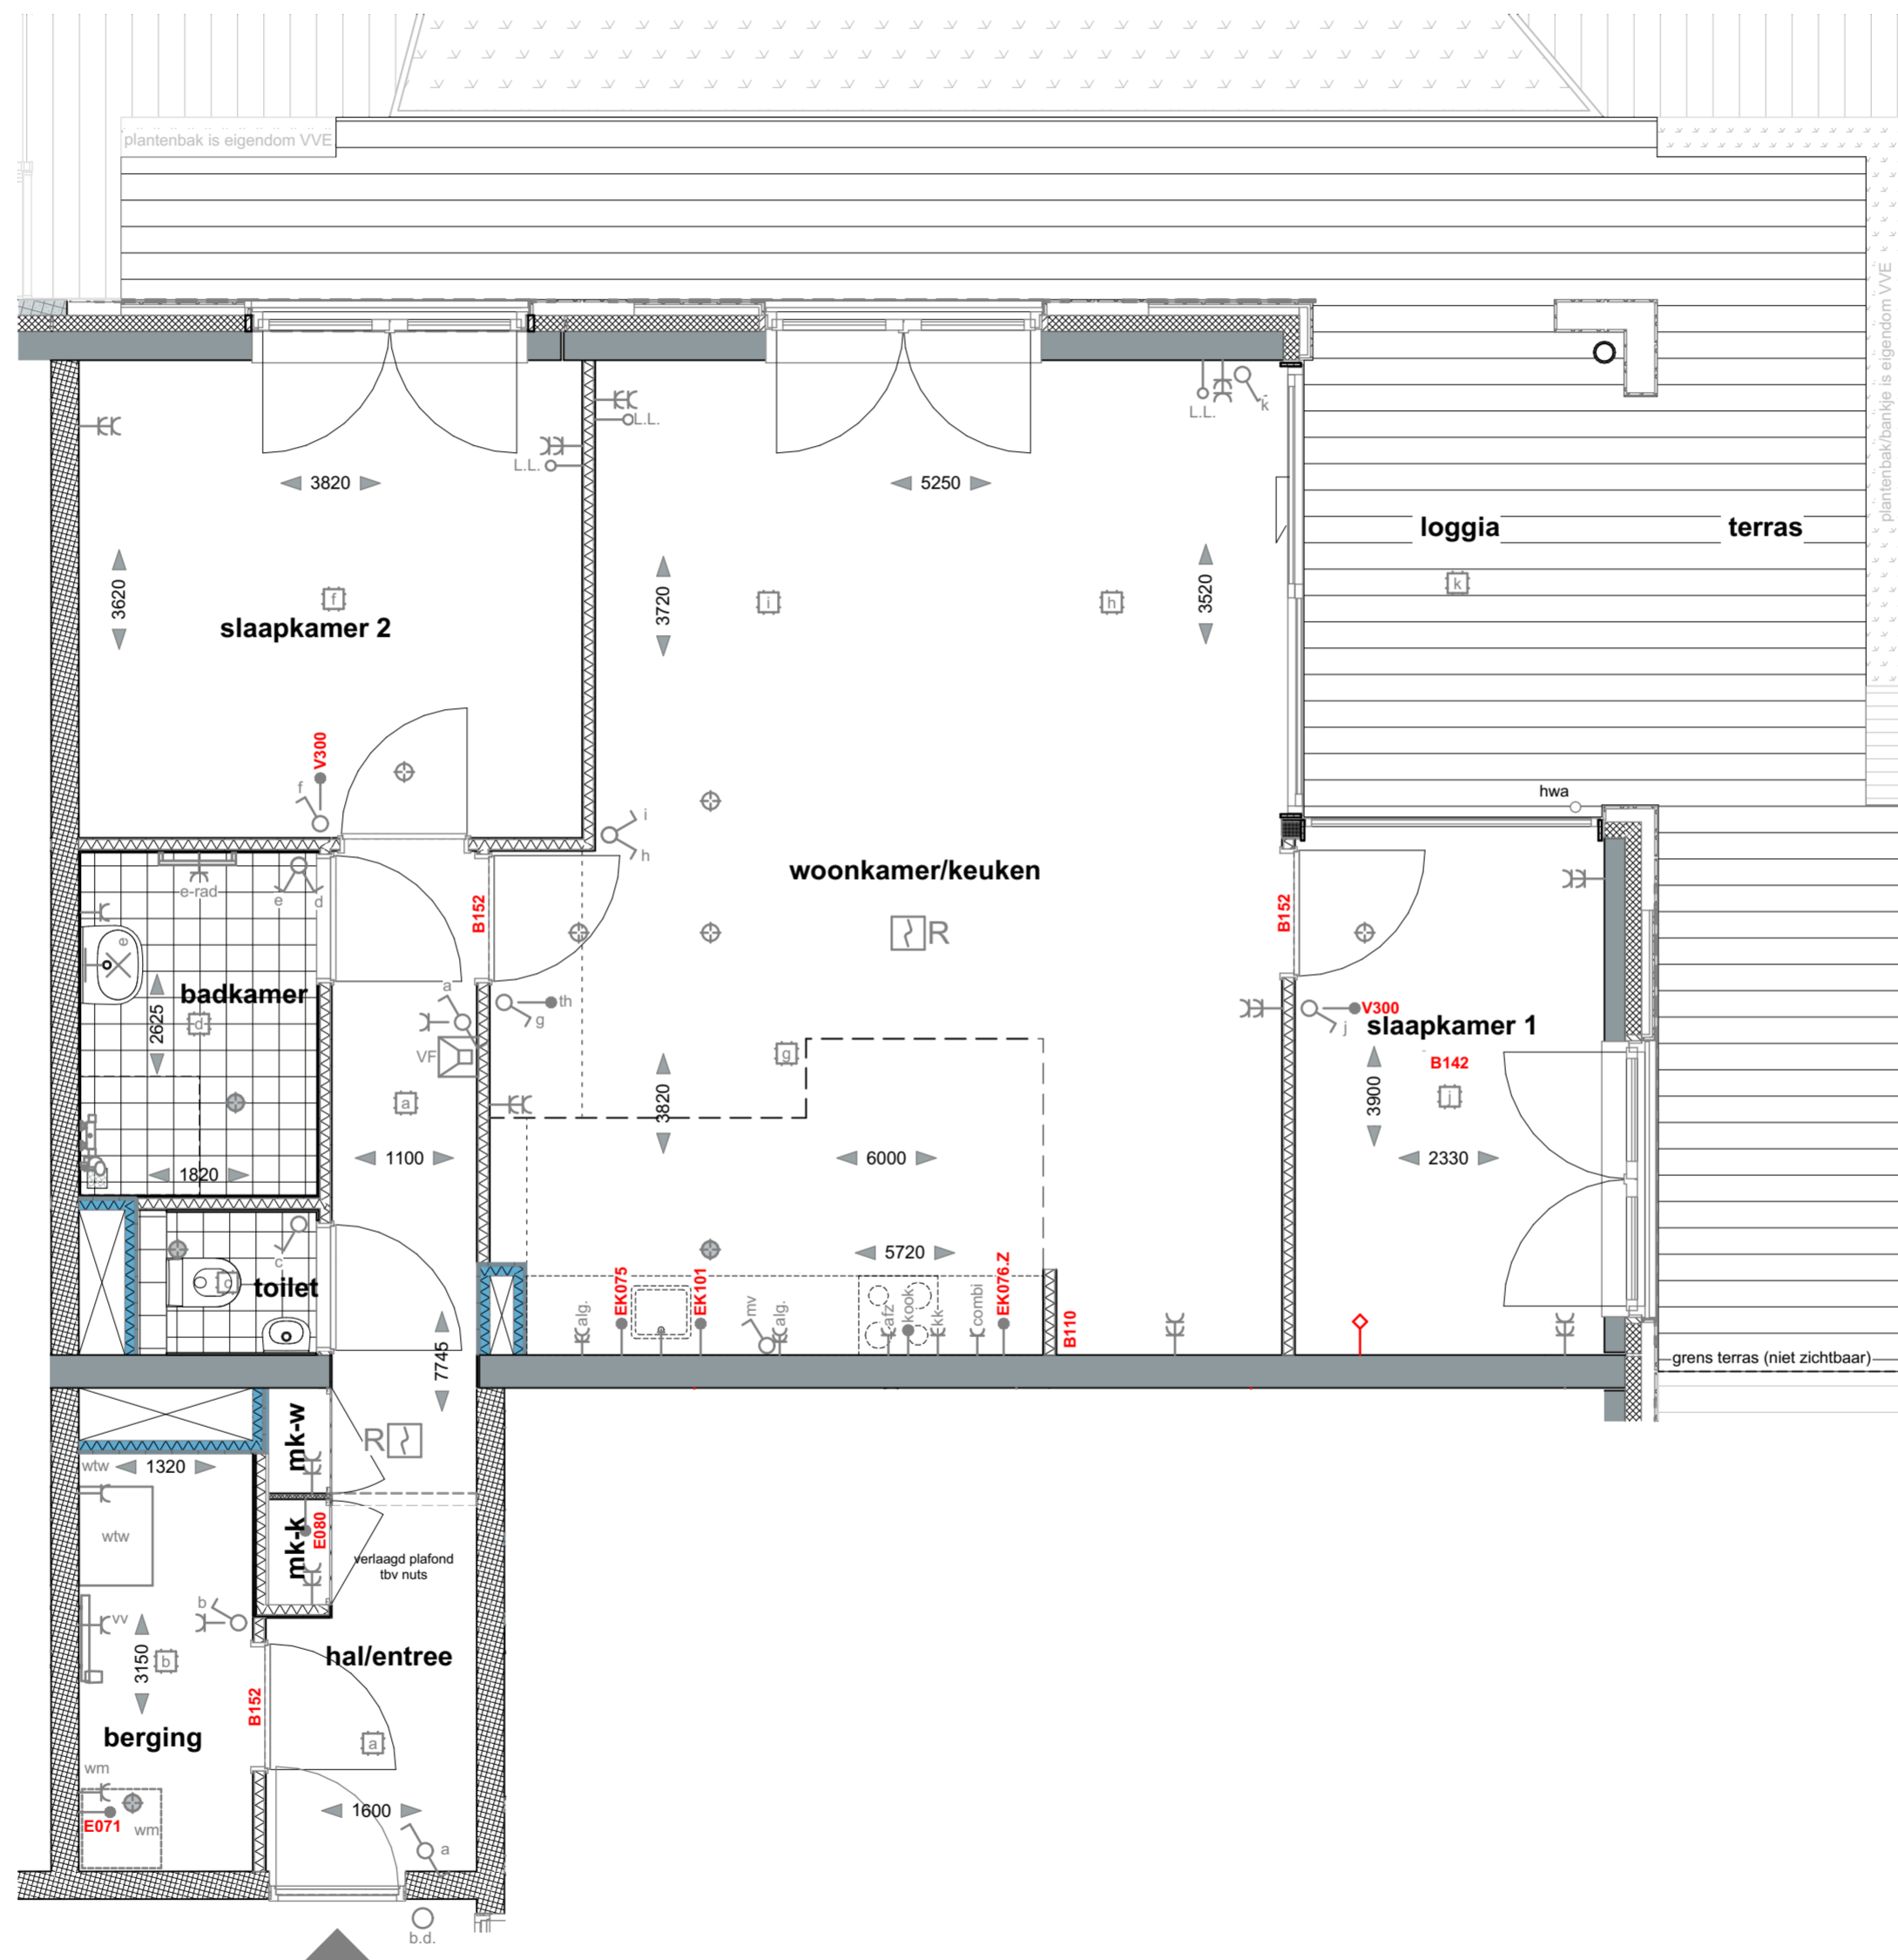 plantenbak is eigendom VVE
plantenbak/bankje is eigendom VVE
L.L.
L.L.
L.L.
k
3820
5250
loggia
terras
3620
f
slaapkamer 2
3720
i
h
3520
k
V300
f
hwa
i
h
woonkamer/keuken
e-rad
e
d
B152
B152
R
e
badkamer
d
2625
a
th
g
VF
V300
j
slaapkamer 1
B142
g
a
3820
j
3900
1820
1100
6000
2330
c
c
toilet
5720
alg.
EK075
EK101
mv
alg.
afz
kook
kk
combi
EK076.Z
B110
7745
grens terras (niet zichtbaar)
mk-w
R
wtw
1320
wtw
mk-k
E080
verlaagd plafond
tbv nuts
b
vv
3150
b
hal/entree
B152
berging
a
wm
E071
wm
1600
a
b.d.